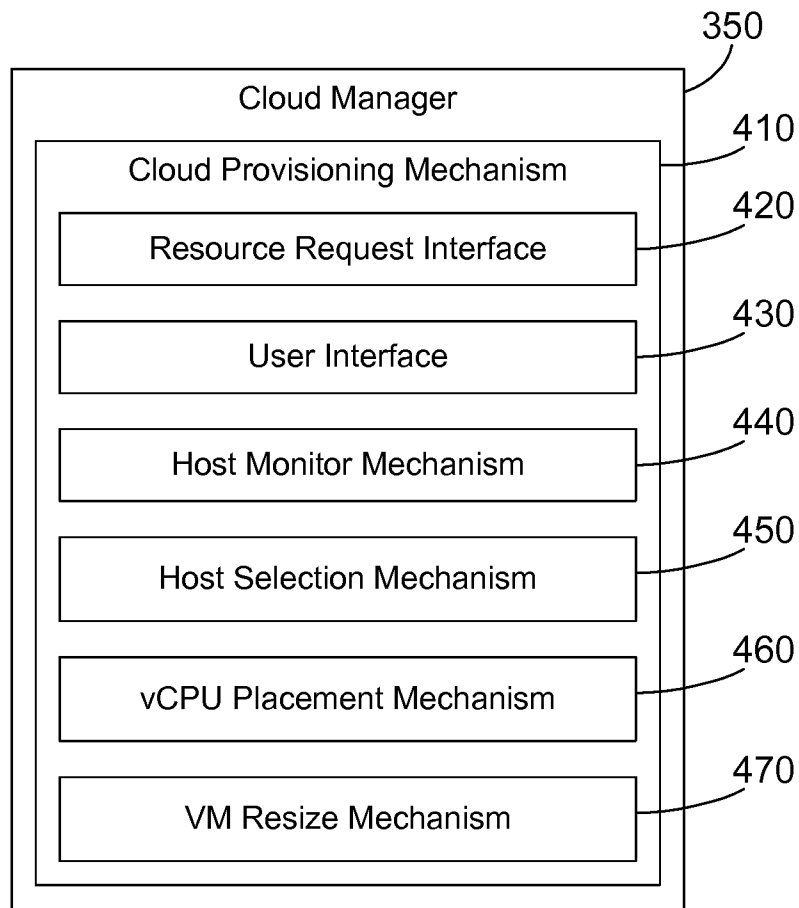 350
Cloud Manager
410
Cloud Provisioning Mechanism
420
Resource Request Interface
430
User Interface
440
Host Monitor Mechanism
450
Host Selection Mechanism
460
vCPU Placement Mechanism
470
VM Resize Mechanism